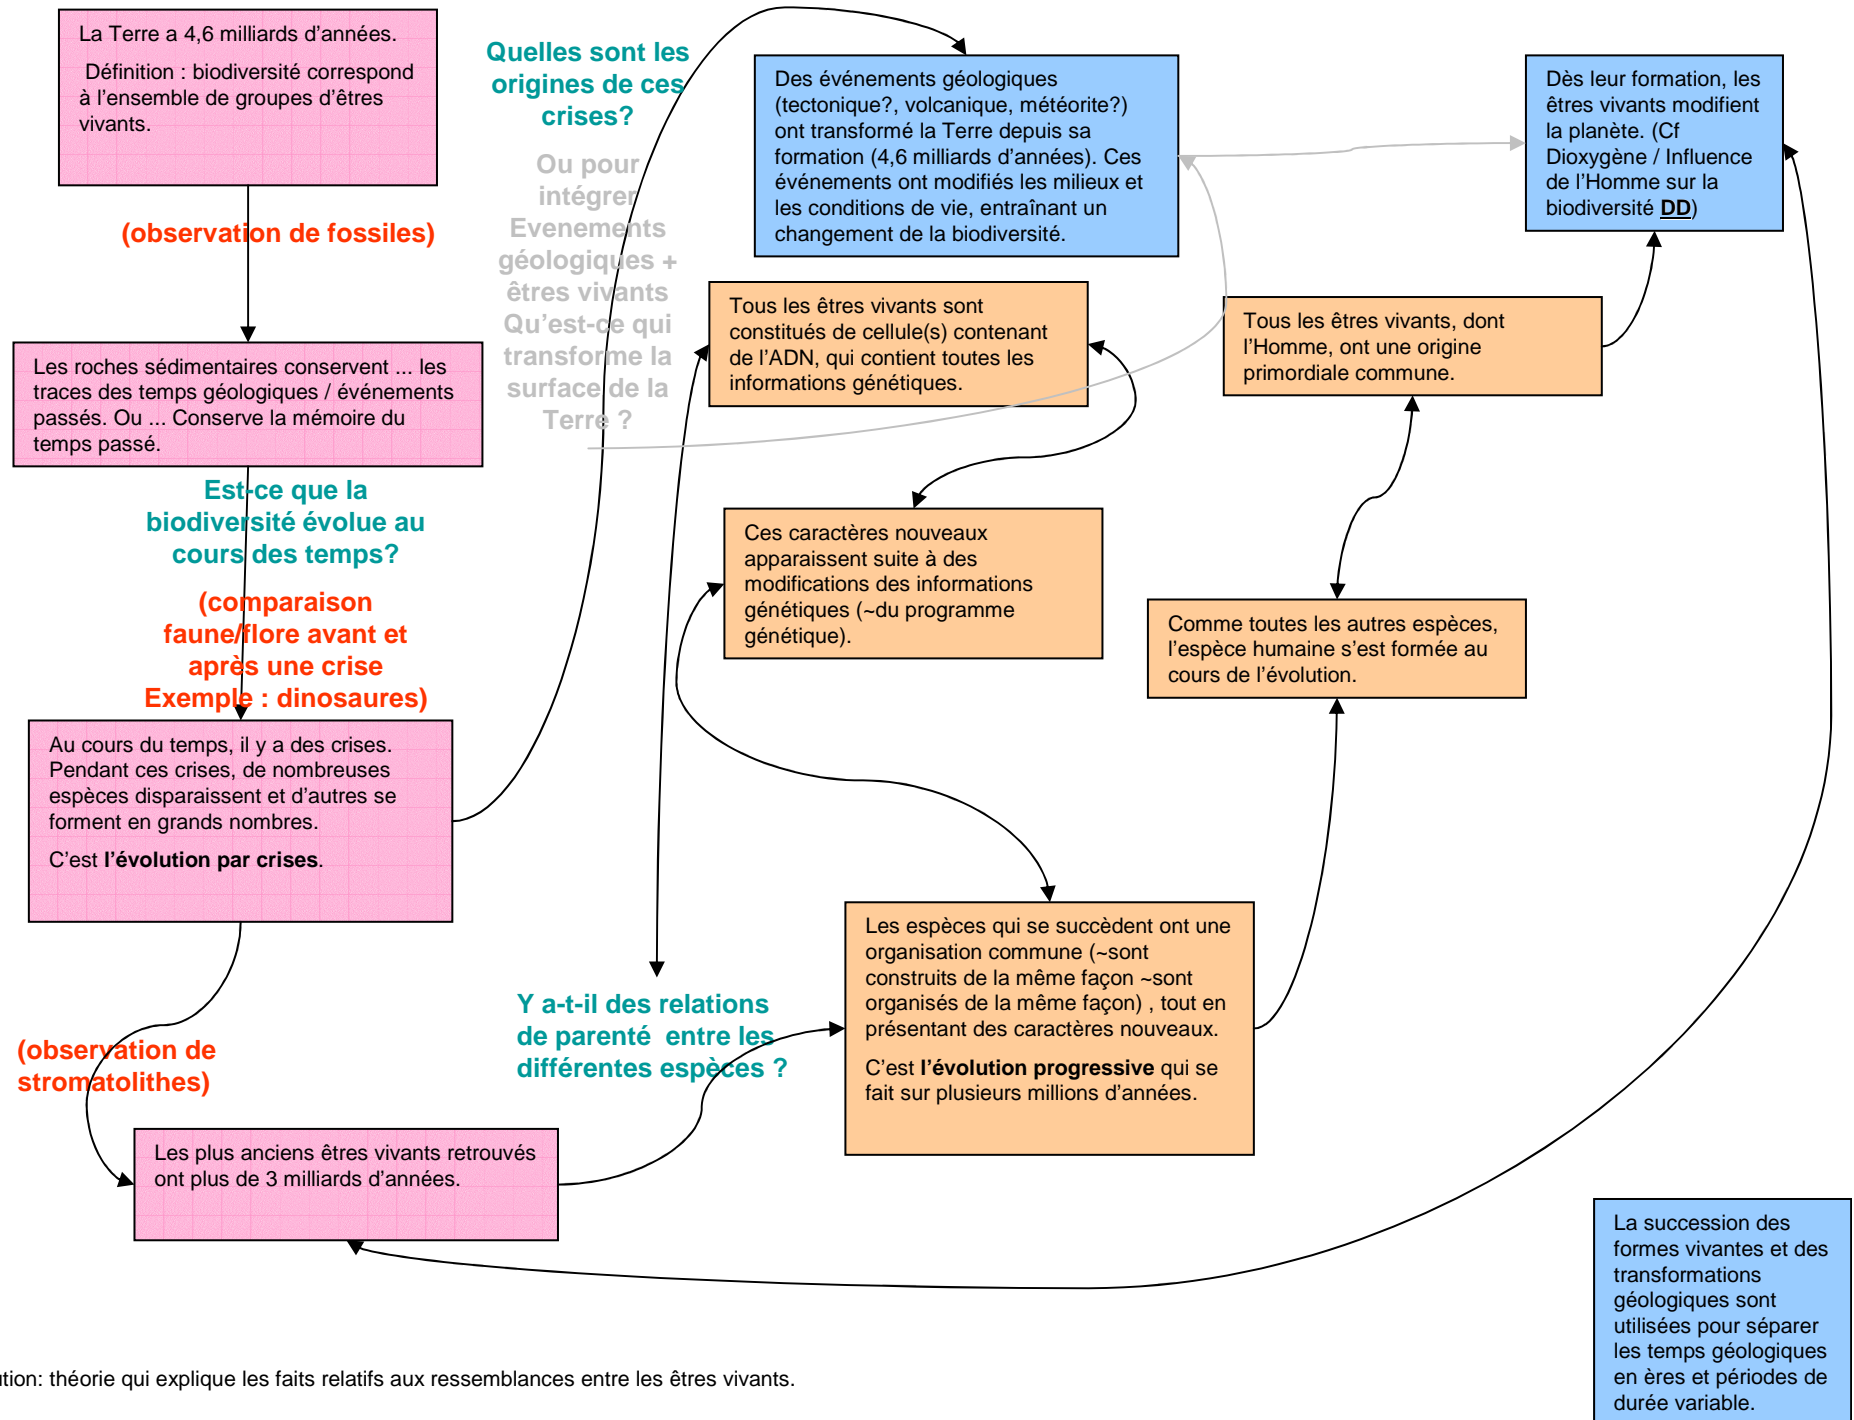 La Terre a 4,6 milliards d'années.
Définition : biodiversité correspond
à l'ensemble de groupes d'êtres
vivants.
(observation de fossiles)
Les roches sédimentaires conservent ... les
traces des temps géologiques / événements
passés. Ou ... Conserve la mémoire du
temps passé.
Est-ce que la
biodiversité évolue au
cours des temps?
(comparaison
faune/flore avant et
après une crise
Exemple : dinosaures)
Au cours du temps, il y a des crises.
Pendant ces crises, de nombreuses
espèces disparaissent et d'autres se
forment en grands nombres.
C'est l'évolution par crises.
(observation de
stromatolithes)
Les plus anciens êtres vivants retrouvés
ont plus de 3 milliards d'années.
Quelles sont les
origines de ces
crises?
Ou pour
intégrer
Evenements
géologiques +
êtres vivants
Qu'est-ce qui
transforme la
surface de la
Terre ?
Des événements géologiques
(tectonique?, volcanique, météorite?)
ont transformé la Terre depuis sa
formation (4,6 milliards d'années). Ces
événements ont modifiés les milieux et
les conditions de vie, entraînant un
changement de la biodiversité.
Dès leur formation, les
êtres vivants modifient
la planète. (Cf
Dioxygène / Influence
de l'Homme sur la
biodiversité DD)
Tous les êtres vivants sont
constitués de cellule(s) contenant
de l'ADN, qui contient toutes les
informations génétiques.
Tous les êtres vivants, dont
l'Homme, ont une origine
primordiale commune.
Ces caractères nouveaux
apparaissent suite à des
modifications des informations
génétiques (~du programme
génétique).
Comme toutes les autres espèces,
l'espèce humaine s'est formée au
cours de l'évolution.
Y a-t-il des relations
de parenté entre les
différentes espèces ?
Les espèces qui se succèdent ont une
organisation commune (~sont
construits de la même façon ~sont
organisés de la même façon) , tout en
présentant des caractères nouveaux.
C'est l'évolution progressive qui se
fait sur plusieurs millions d'années.
La succession des
formes vivantes et des
transformations
géologiques sont
utilisées pour séparer
les temps géologiques
en ères et périodes de
durée variable.
ution: théorie qui explique les faits relatifs aux ressemblances entre les êtres vivants.